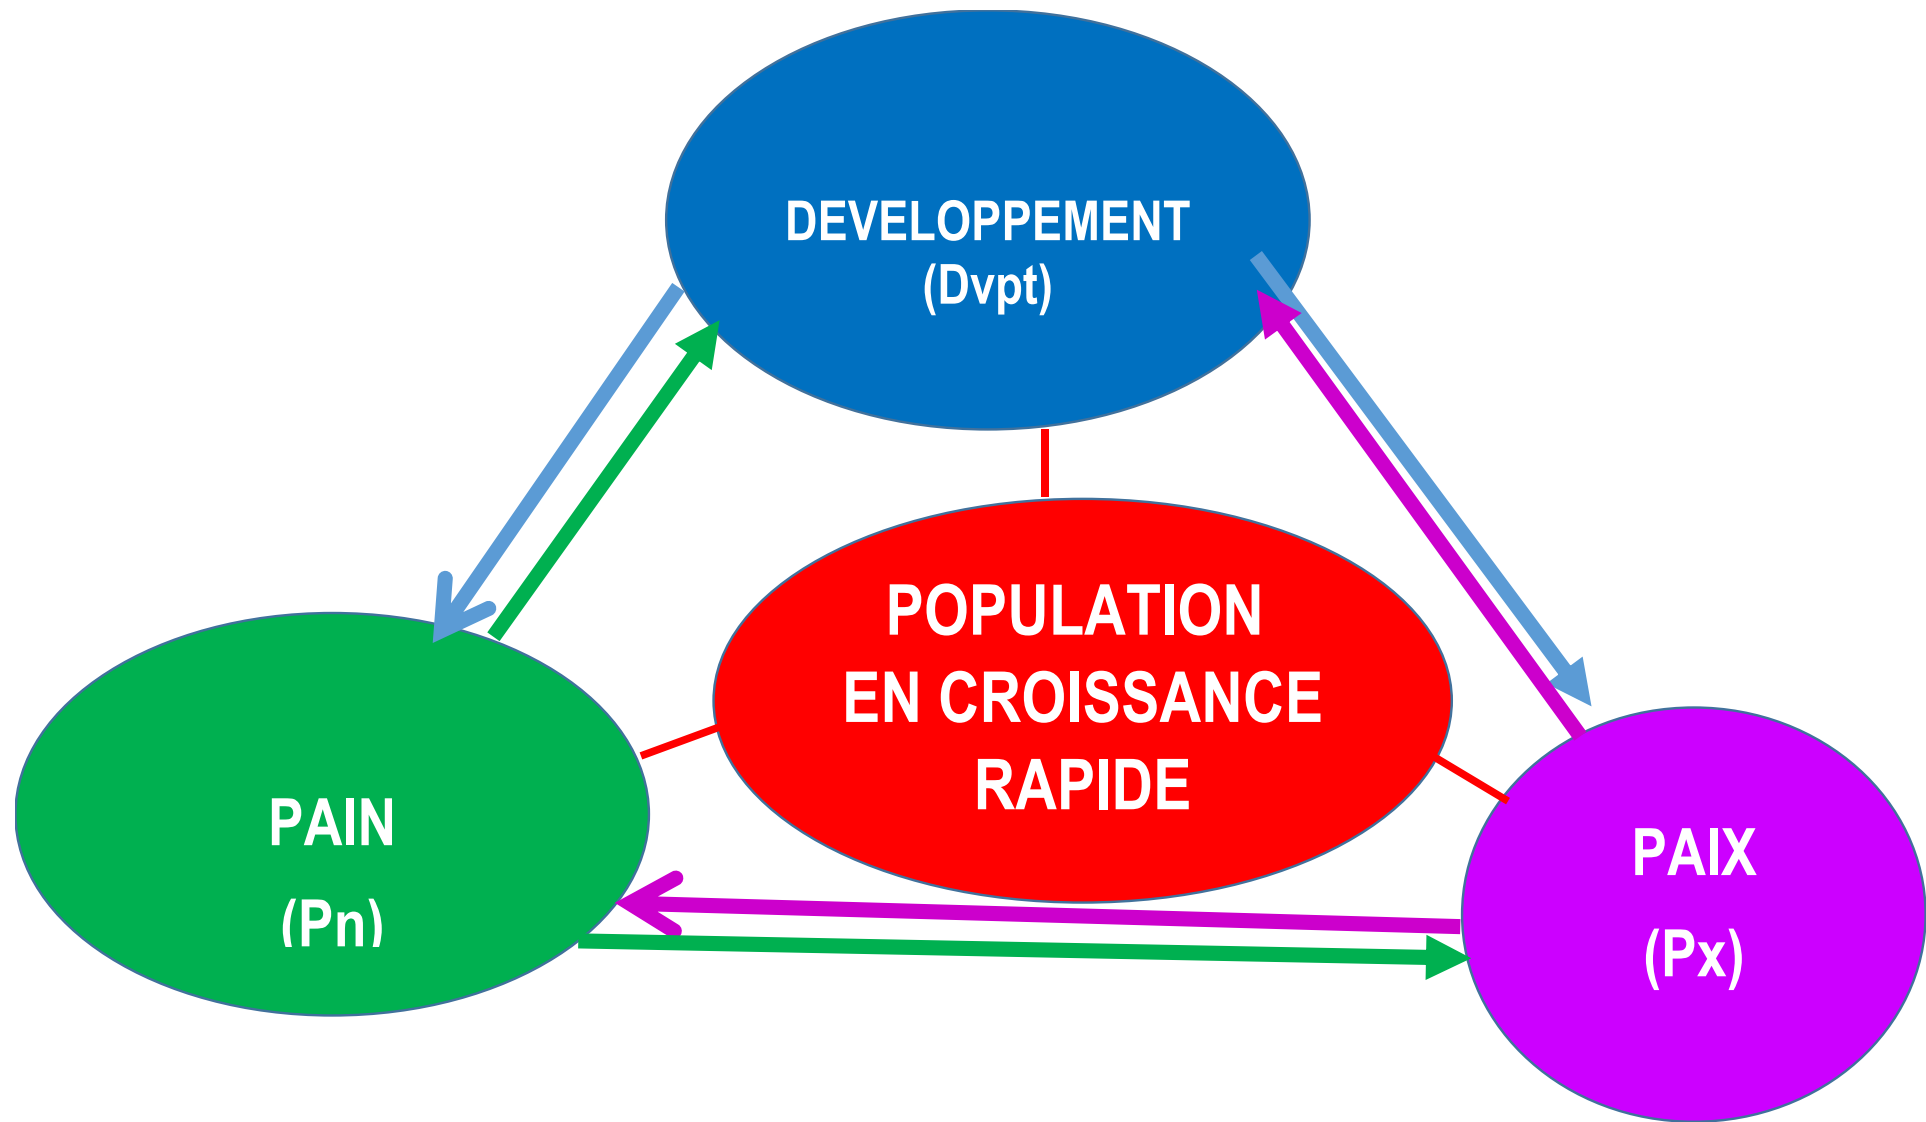 DEVELOPPEMENT
(Dvpt)
POPULATION
EN CROISSANCE
RAPIDE
PAIN
(Pn)
PAIX
(Px)